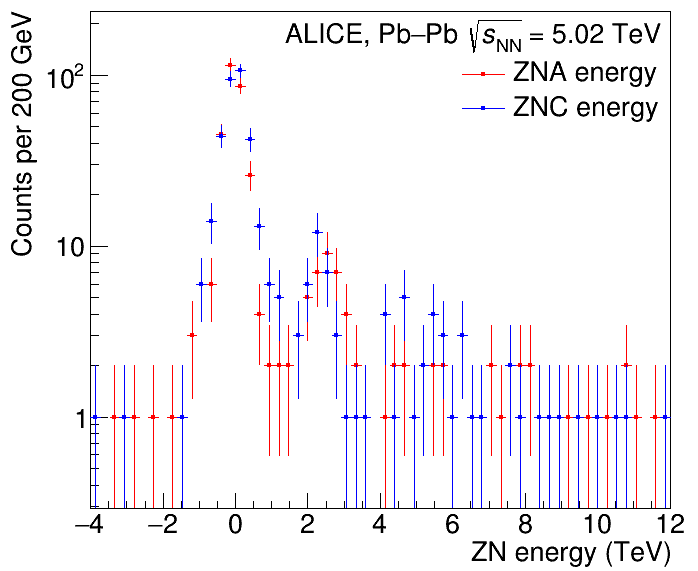 ALICE, Pb–Pb √sNN = 5.02 TeV
ZNA energy
ZNC energy
Counts per 200 GeV
10²
10
1
−4 −2 0 2 4 6 8 10 12
ZN energy (TeV)